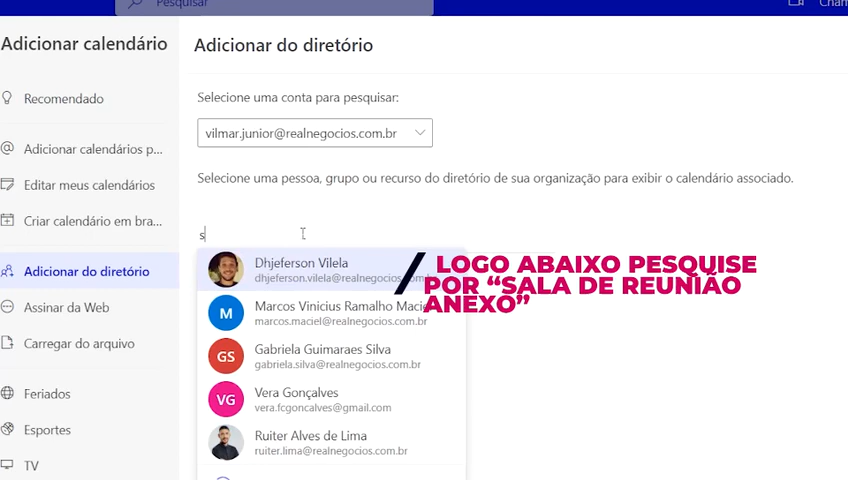 Pesquisar
Adicionar calendário
Adicionar do diretório
Recomendado
Selecione uma conta para pesquisar:
vilmar.junior@realnegocios.com.br
Adicionar calendários p...
Editar meus calendários
Selecione uma pessoa, grupo ou recurso do diretório de sua organização para exibir o calendário associado.
Criar calendário em bra...
s
Adicionar do diretório
Assinar da Web
Carregar do arquivo
Feriados
Esportes
TV
Dhjeferson Vilela
dhjeferson.vilela@realnegocios.com.b
Marcos Vinicius Ramalho Macie
marcos.maciel@realnegocios.com.br
GS
Gabriela Guimaraes Silva
gabriela.silva@realnegocios.com.br
VG
Vera Gonçalves
vera.fcgoncalves@gmail.com
Ruiter Alves de Lima
ruiter.lima@realnegocios.com.br
M
LOGO ABAIXO PESQUISE
POR “SALA DE REUNIÃO
ANEXO”